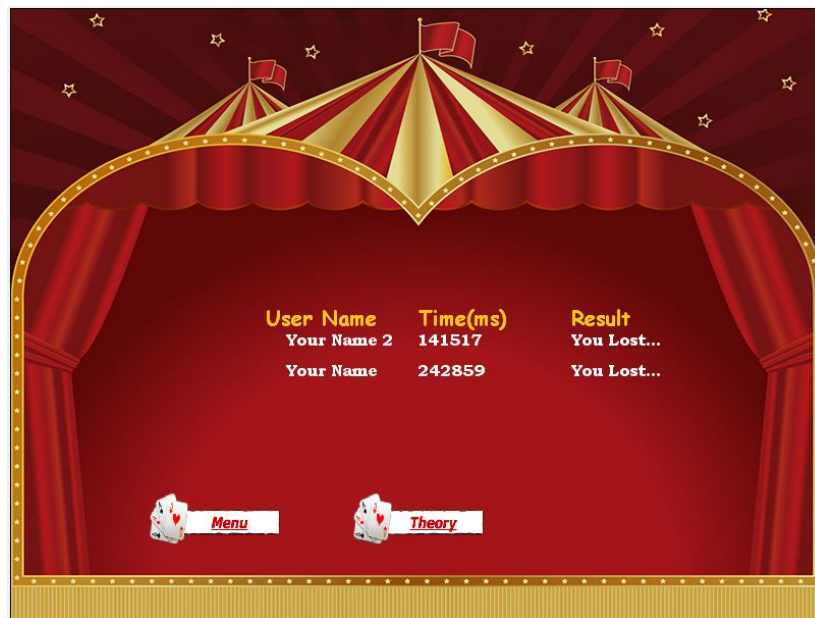 User Name Time(ms) Result
Your Name 2 141517 You Lost...
Your Name 242859 You Lost...
Menu Theory